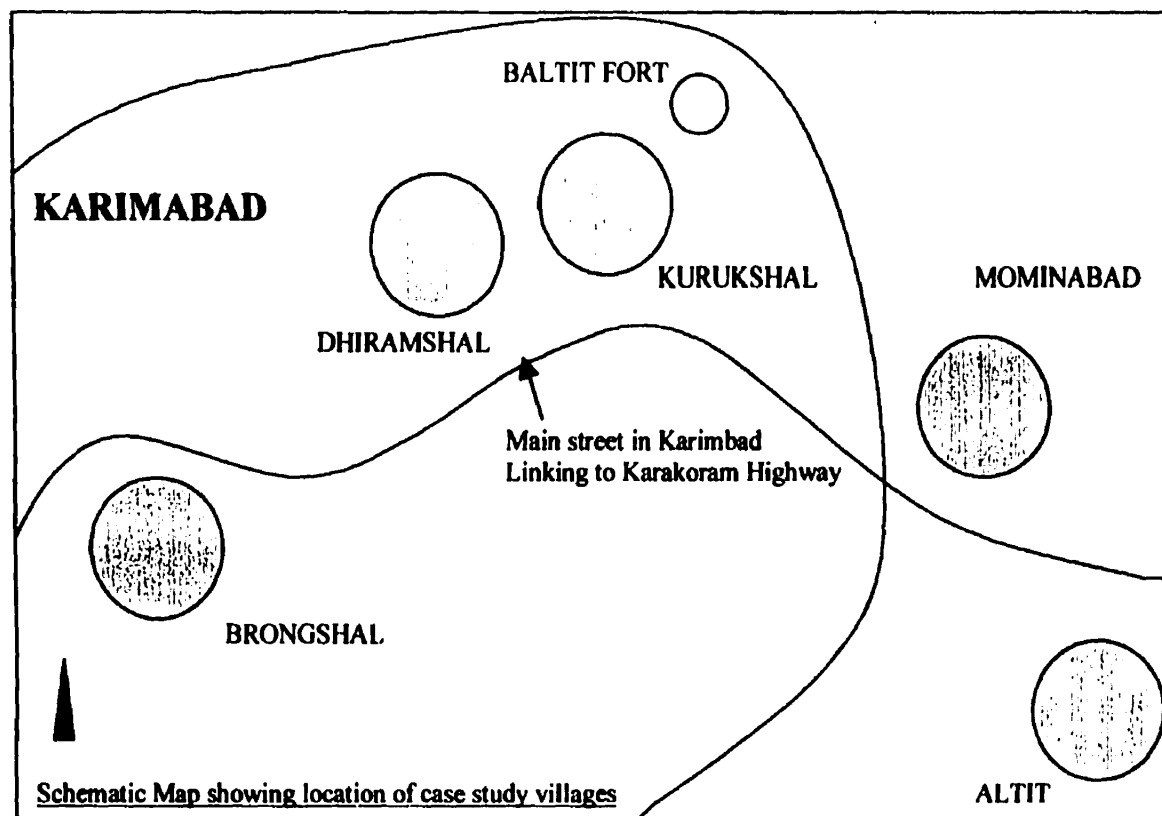 BALTIT FORT
KARIMABAD
KURUKSHAL
MOMINABAD
DHIRAMSHAL
Main street in Karimbad
Linking to Karakoram Highway
BRONGSHAL
Schematic Map showing location of case study villages
ALTIT